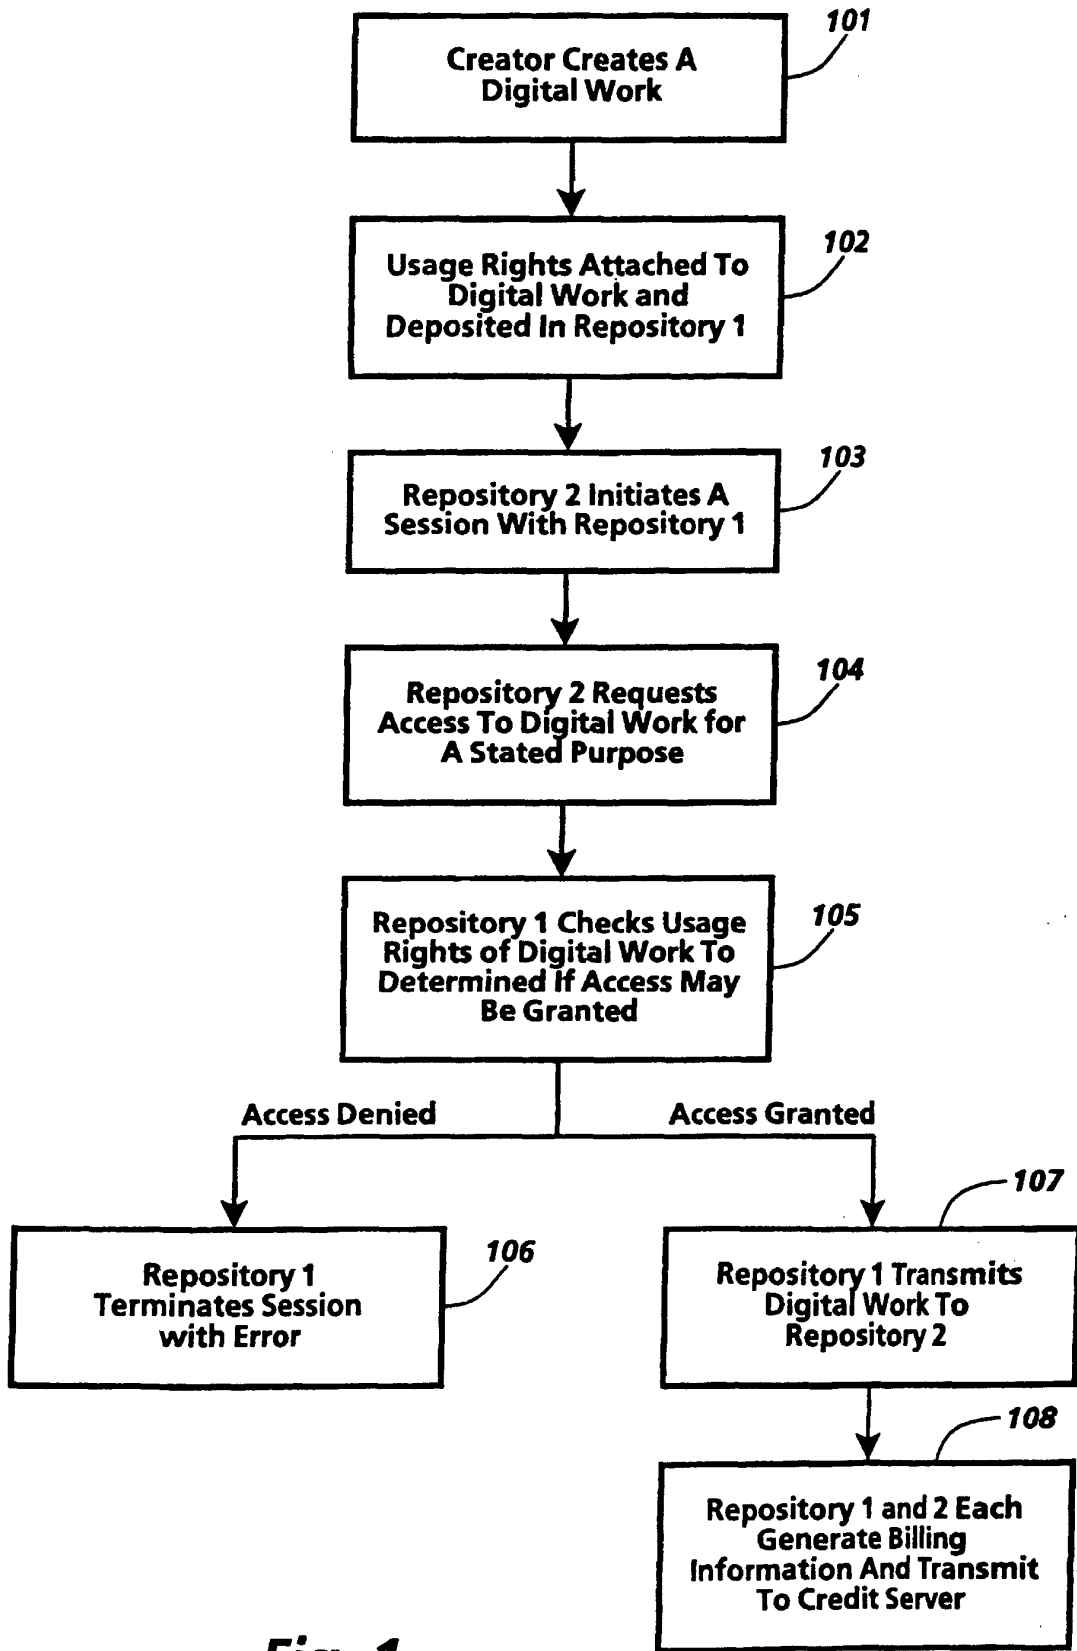 101
Creator Creates A
Digital Work
102
Usage Rights Attached To
Digital Work and
Deposited In Repository 1
103
Repository 2 Initiates A
Session With Repository 1
104
Repository 2 Requests
Access To Digital Work for
A Stated Purpose
105
Repository 1 Checks Usage
Rights of Digital Work To
Determined If Access May
Be Granted
Access Denied
Access Granted
106
Repository 1
Terminates Session
with Error
107
Repository 1 Transmits
Digital Work To
Repository 2
108
Repository 1 and 2 Each
Generate Billing
Information And Transmit
To Credit Server
Fig. 1